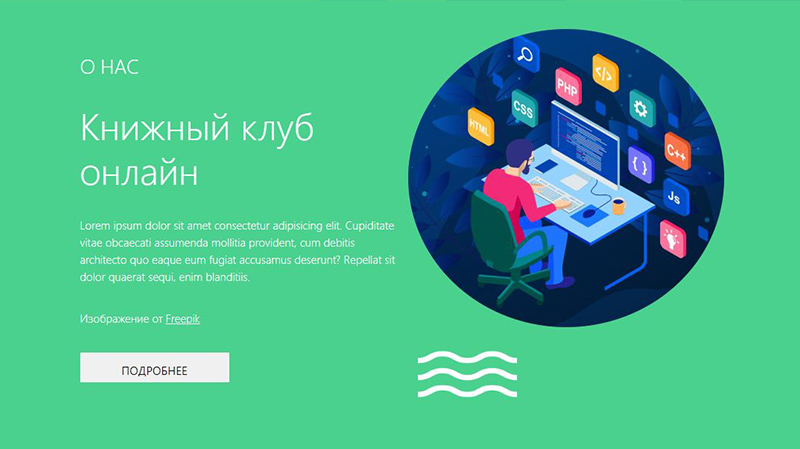 О НАС
Книжный клуб
онлайн
Lorem ipsum dolor sit amet consectetur adipisicing elit. Cupiditate
vitae obcaecati assumenda mollitia provident, cum debitis
architecto quo eaque eum fugiat accusamus deserunt? Repellat sit
dolor quaerat sequi, enim blanditiis.
Изображение от Freepik
ПОДРОБНЕЕ
</>
PHP
CSS
HTML
{}
C++
Js